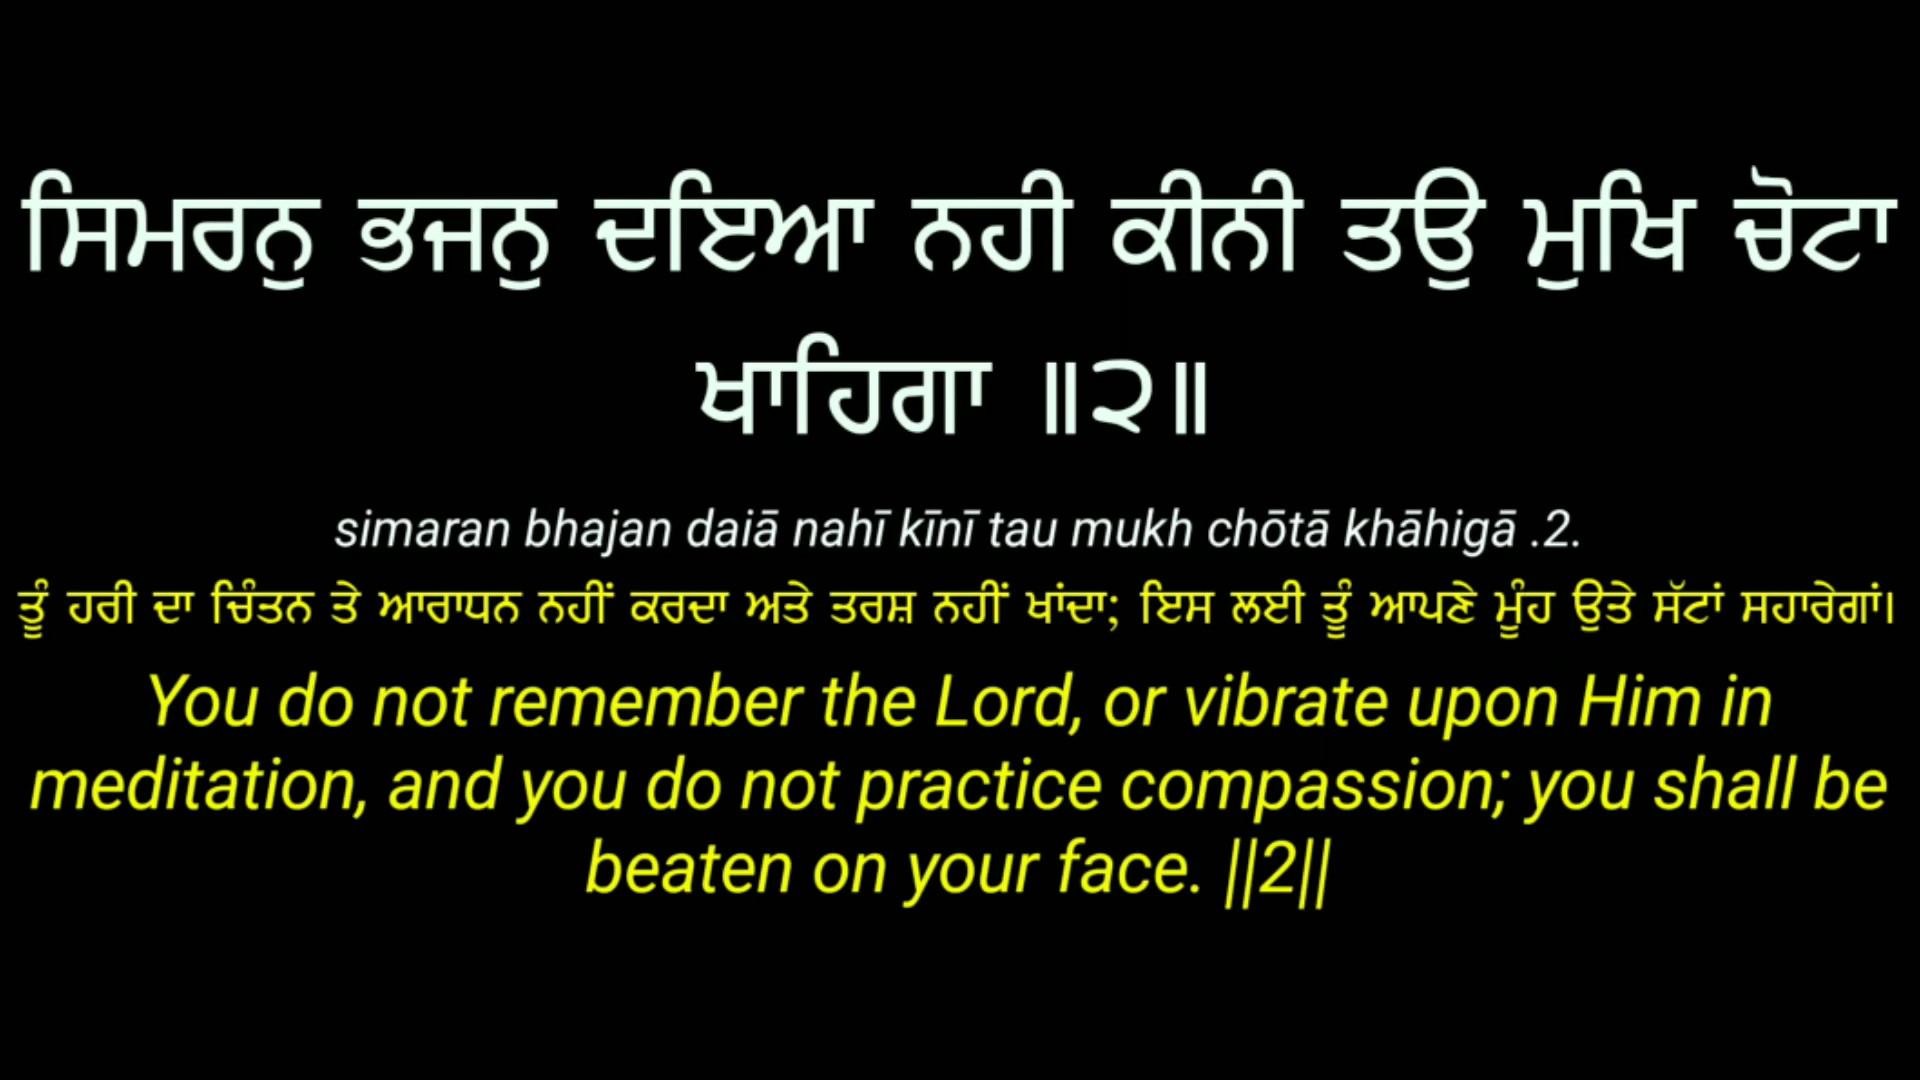 ਸਿਮਰਨੁ ਭਜਨੁ ਦਇਆ ਨਹੀ ਕੀਨੀ ਤਉ ਮੁਖਿ ਚੋਟਾ
ਖਾਹਿਗਾ ॥੨॥
simaran bhajan daiā nahī kīnī tau mukh chōtā khāhigā .2.
ਤੂੰ ਹਰੀ ਦਾ ਚਿੰਤਨ ਤੇ ਆਰਾਧਨ ਨਹੀਂ ਕਰਦਾ ਅਤੇ ਤਰਸ਼ ਨਹੀਂ ਖਾਂਦਾ; ਇਸ ਲਈ ਤੂੰ ਆਪਣੇ ਮੂੰਹ ਉਤੇ ਸੱਟਾਂ ਸਹਾਰੇਗਾਂ।
You do not remember the Lord, or vibrate upon Him in
meditation, and you do not practice compassion; you shall be
beaten on your face. ||2||